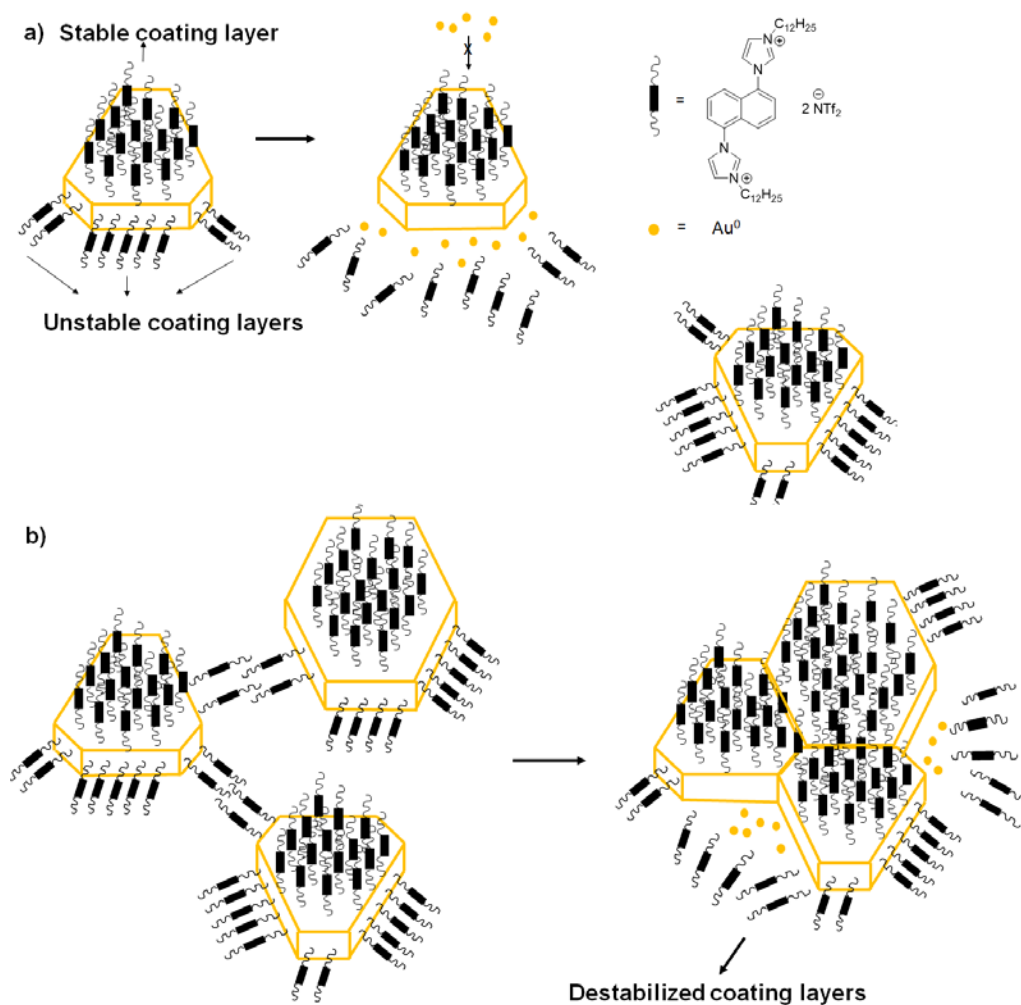 a) Stable coating layer
X
C₁₂H₂₅
N⊕
N
=
2 NTf₂⊖
N
N⊕
C₁₂H₂₅
= Au⁰
Unstable coating layers
b)
Destabilized coating layers